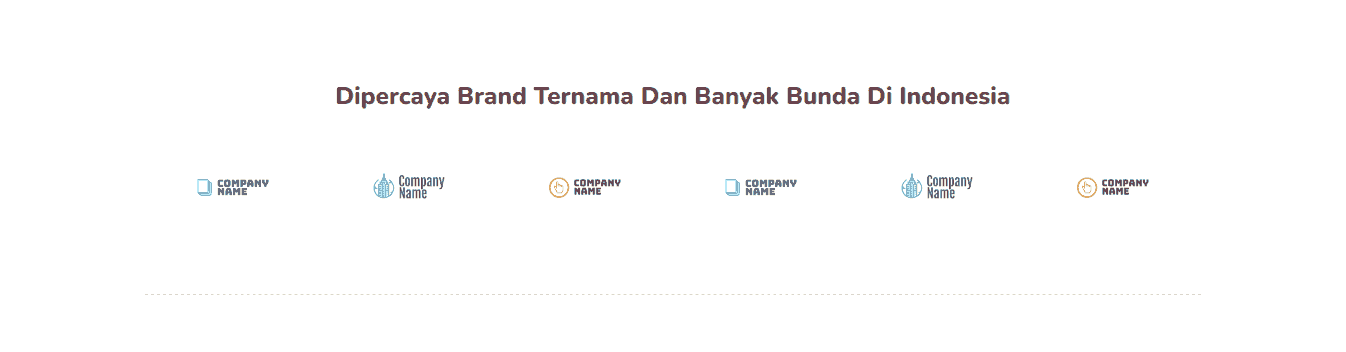 Dipercaya Brand Ternama Dan Banyak Bunda Di Indonesia
COMPANY
NAME
Company
Name
COMPANY
NAME
COMPANY
NAME
Company
Name
COMPANY
NAME